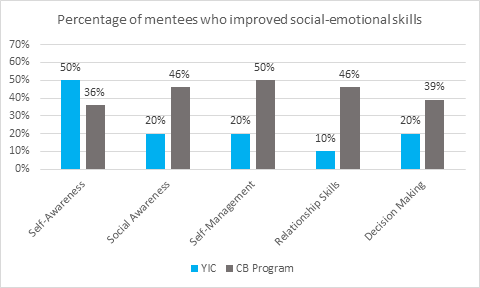 Percentage of mentees who improved social-emotional skills
70%
60%
50%
40%
30%
20%
10%
0%
50%
36%
20%
46%
20%
50%
10%
46%
20%
39%
Self-Awareness
Social Awareness
Self-Management
Relationship Skills
Decision Making
YIC
CB Program